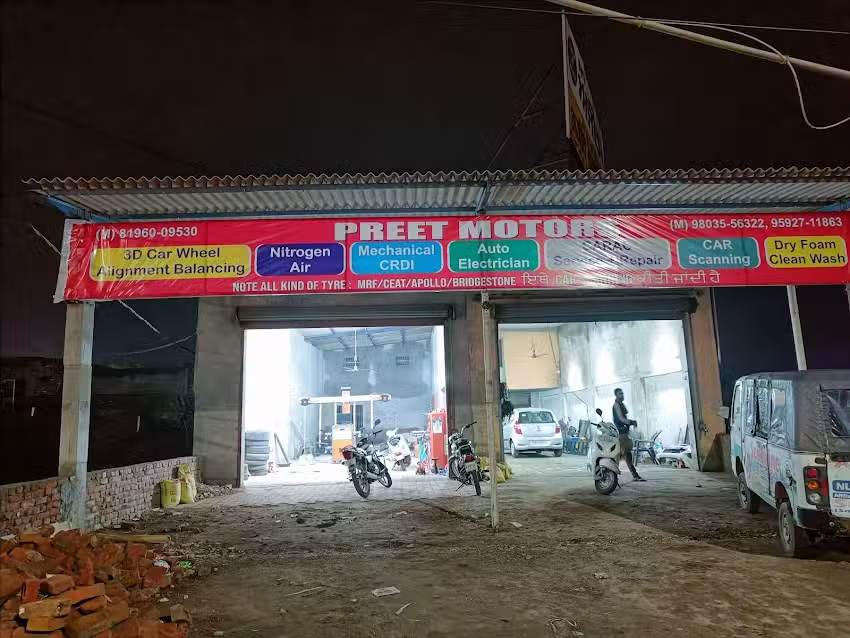 PREET MOTORS
(M) 81960-09530
(M) 98035-56322, 95927-11863
3D Car Wheel
Alignment Balancing
Nitrogen
Air
Mechanical
CRDI
Auto
Electrician
Repair
CAR
Scanning
Dry Foam
Clean Wash
NOTE ALL KIND OF TYRE : MRF/CEAT/APOLLO/BRIDGESTONE ਇਥੇ CAR ਕੀਤੀ ਜਾਂਦੀ ਹੈ